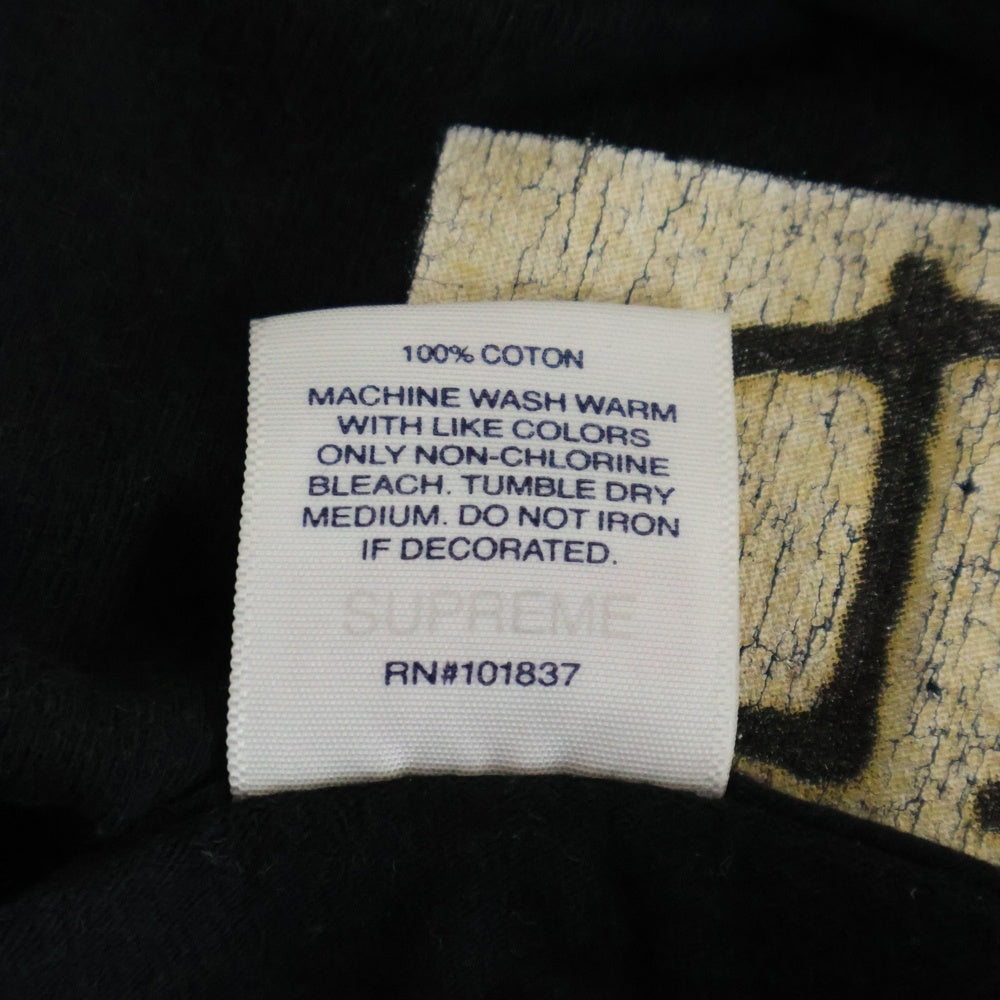 100% COTON
MACHINE WASH WARM
WITH LIKE COLORS
ONLY NON-CHLORINE
BLEACH. TUMBLE DRY
MEDIUM. DO NOT IRON
IF DECORATED.
SUPREME
RN#101837